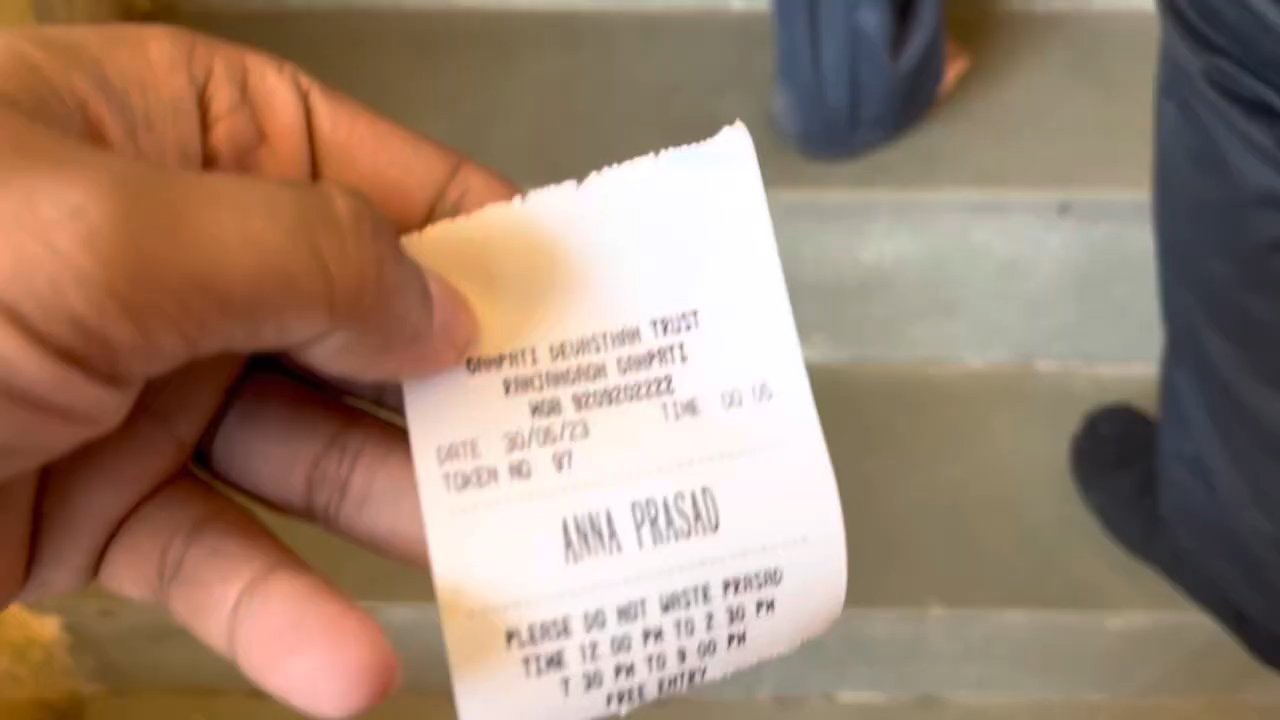 GANPATI DEVASTHAN TRUST
RANJANGAON GANPATI
MOB 9209202222
DATE 30/06/23 TIME 00 06
TOKEN NO 97
ANNA PRASAD
PLEASE DO NOT WASTE PRASAD
TIME 12 00 PM TO 2 30 PM
7 30 PM TO 9 00 PM
FREE ENTRY